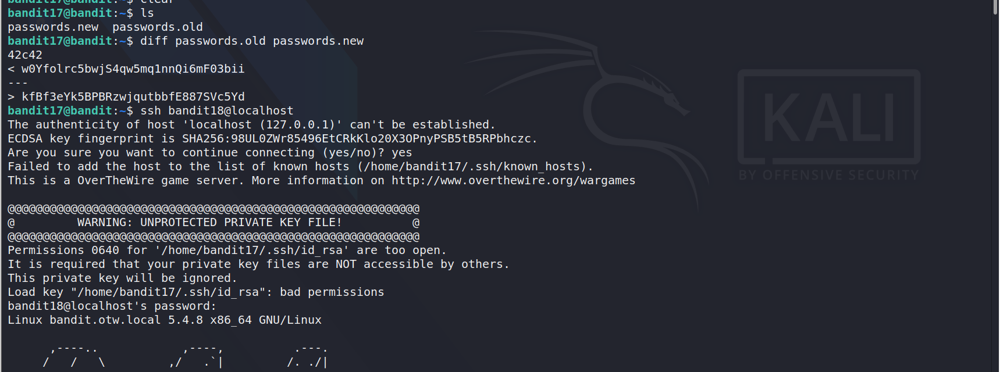 bandit17@bandit:~$ clear
bandit17@bandit:~$ ls
passwords.new  passwords.old
bandit17@bandit:~$ diff passwords.old passwords.new
42c42
< w0Yfolrc5bwjS4qw5mq1nnQi6mF03bii
---
> kfBf3eYk5BPBRzwjqutbbfE887SVc5Yd
bandit17@bandit:~$ ssh bandit18@localhost
The authenticity of host 'localhost (127.0.0.1)' can't be established.
ECDSA key fingerprint is SHA256:98UL0ZWr85496EtCRkKlo20X3OPnyPSB5tB5RPbhczc.
Are you sure you want to continue connecting (yes/no)? yes
Failed to add the host to the list of known hosts (/home/bandit17/.ssh/known_hosts).
This is a OverTheWire game server. More information on http://www.overthewire.org/wargames
@@@@@@@@@@@@@@@@@@@@@@@@@@@@@@@@@@@@@@@@@@@@@@@@@@@@@@@@@@@
@         WARNING: UNPROTECTED PRIVATE KEY FILE!          @
@@@@@@@@@@@@@@@@@@@@@@@@@@@@@@@@@@@@@@@@@@@@@@@@@@@@@@@@@@@
Permissions 0640 for '/home/bandit17/.ssh/id_rsa' are too open.
It is required that your private key files are NOT accessible by others.
This private key will be ignored.
Load key "/home/bandit17/.ssh/id_rsa": bad permissions
bandit18@localhost's password:
Linux bandit.otw.local 5.4.8 x86_64 GNU/Linux
      ,----..            ,----,          .---.
     /   /   \         ,/   .`|         /. ./|
KALI
BY OFFENSIVE SECURITY